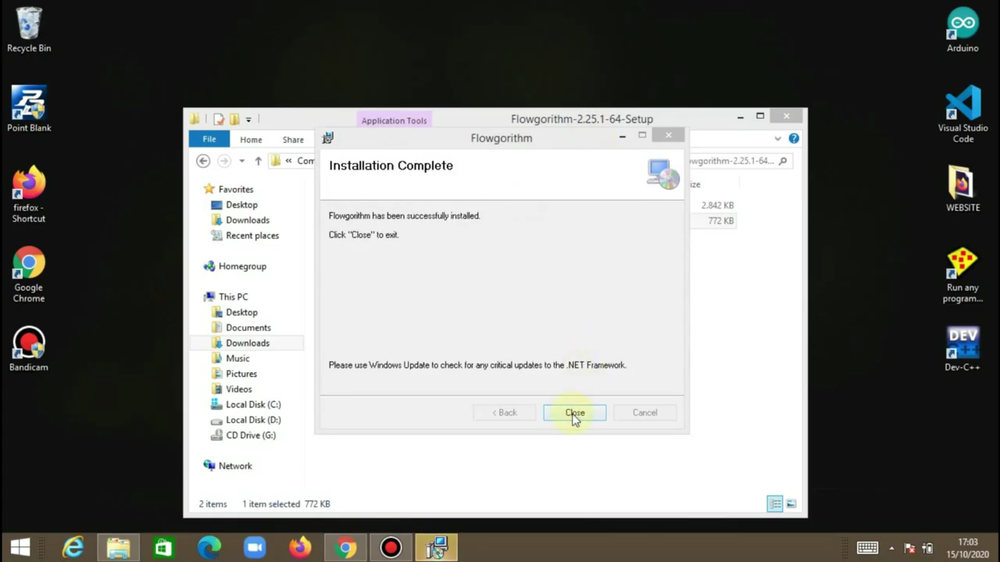 Recycle Bin
Point Blank
firefox -
Shortcut
Google
Chrome
Bandicam
Arduino
Visual Studio
Code
WEBSITE
Run any
program...
DEV
C++
Dev-C++
Application Tools
Flowgorithm-2.25.1-64-Setup
File
Home
Share
« Com
wgorithm-2.25.1-64...
ize
2.842 KB
772 KB
Favorites
Desktop
Downloads
Recent places
Homegroup
This PC
Desktop
Documents
Downloads
Music
Pictures
Videos
Local Disk (C:)
Local Disk (D:)
CD Drive (G:)
Network
2 items
1 item selected 772 KB
Flowgorithm
Installation Complete
Flowgorithm has been successfully installed.
Click "Close" to exit.
Please use Windows Update to check for any critical updates to the .NET Framework.
< Back
Close
Cancel
17:03
15/10/2020